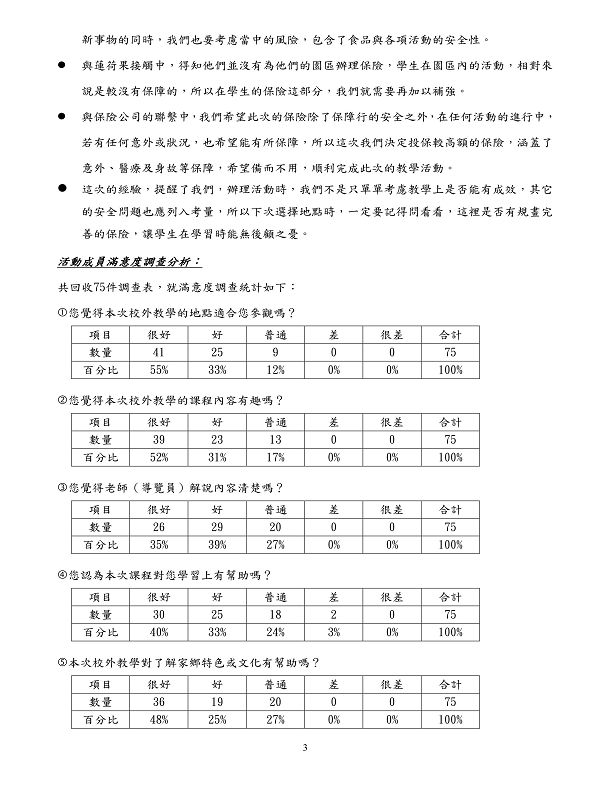 新事物的同時，我們也要考慮當中的風險，包含了食品與各項活動的安全性。
● 與蓮荷果接觸中，得知他們並沒有為他們的園區辦理保險，學生在園區內的活動，相對來
說是較沒有保障的，所以在學生的保險這部分，我們就需要再加以補強。
● 與保險公司的聯繫中，我們希望此次的保險除了保障行的安全之外，在任何活動的進行中，
若有任何意外或狀況，也希望能有所保障，所以這次我們決定投保較高額的保險，涵蓋了
意外、醫療及身故等保障，希望備而不用，順利完成此次的教學活動。
● 這次的經驗，提醒了我們，辦理活動時，我們不是只單單考慮教學上是否能有成效，其它
的安全問題也應列入考量，所以下次選擇地點時，一定要記得問看看，這裡是否有規畫完
善的保險，讓學生在學習時能無後顧之憂。
活動成員滿意度調查分析：
共回收75件調查表，就滿意度調查統計如下：
①您覺得本次校外教學的地點適合您參觀嗎？
項目 很好 好 普通 差 很差 合計
數量 41 25 9 0 0 75
百分比 55% 33% 12% 0% 0% 100%
②您覺得本次校外教學的課程內容有趣嗎？
項目 很好 好 普通 差 很差 合計
數量 39 23 13 0 0 75
百分比 52% 31% 17% 0% 0% 100%
③您覺得老師（導覽員）解說內容清楚嗎？
項目 很好 好 普通 差 很差 合計
數量 26 29 20 0 0 75
百分比 35% 39% 27% 0% 0% 100%
④您認為本次課程對您學習上有幫助嗎？
項目 很好 好 普通 差 很差 合計
數量 30 25 18 2 0 75
百分比 40% 33% 24% 3% 0% 100%
⑤本次校外教學對了解家鄉特色或文化有幫助嗎？
項目 很好 好 普通 差 很差 合計
數量 36 19 20 0 0 75
百分比 48% 25% 27% 0% 0% 100%
3